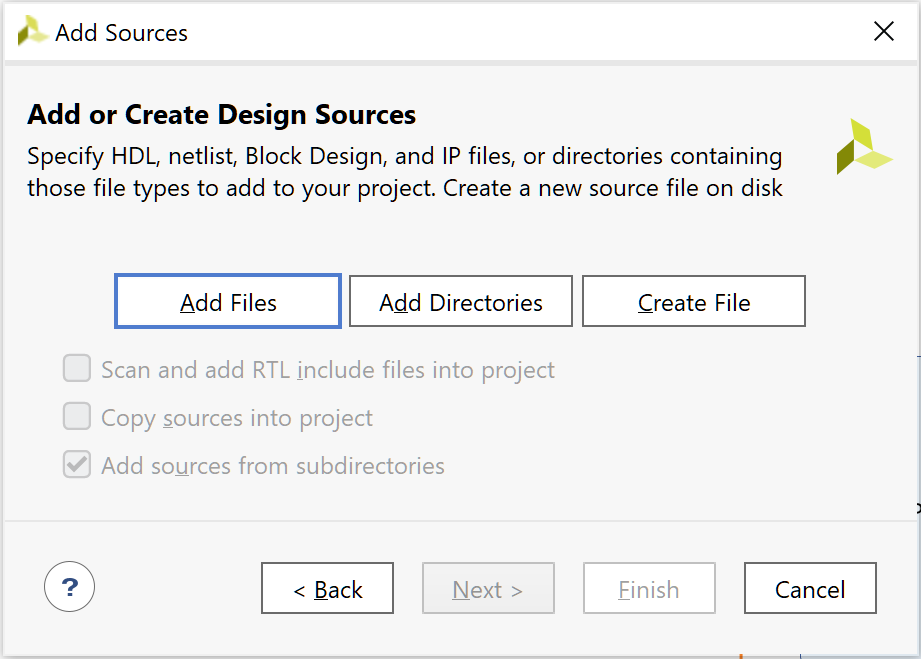 Add Sources
Add or Create Design Sources
Specify HDL, netlist, Block Design, and IP files, or directories containing
those file types to add to your project. Create a new source file on disk
Add Files
Add Directories
Create File
Scan and add RTL include files into project
Copy sources into project
Add sources from subdirectories
?
< Back
Next >
Finish
Cancel